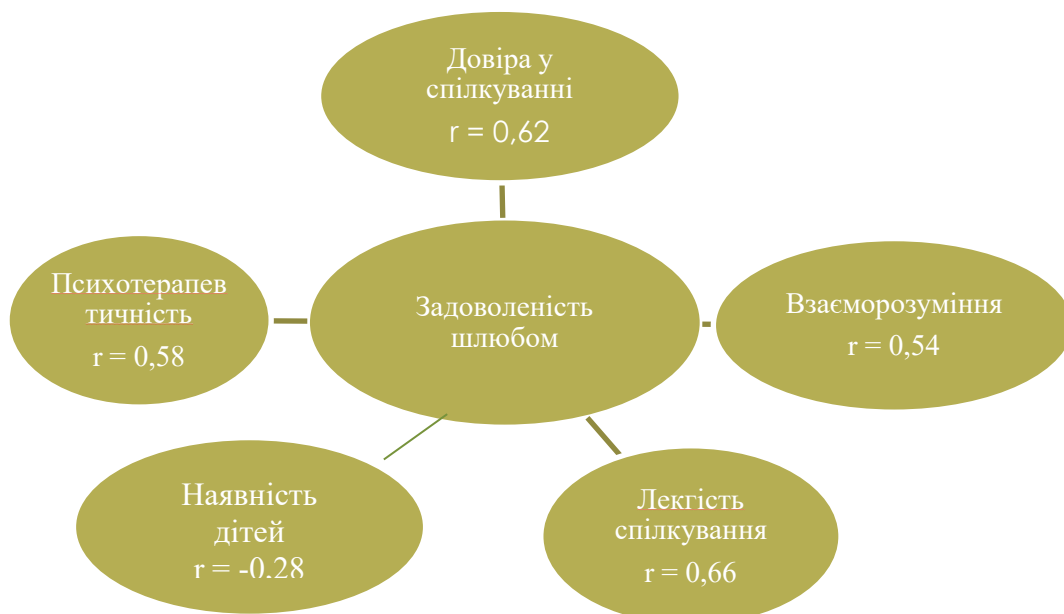 Довіра у
спілкуванні
r = 0,62
Психотерапев
тичність
r = 0,58
Задоволеність
шлюбом
Взаєморозуміння
r = 0,54
Наявність
дітей
r = -0,28
Лекгість
спілкування
r = 0,66